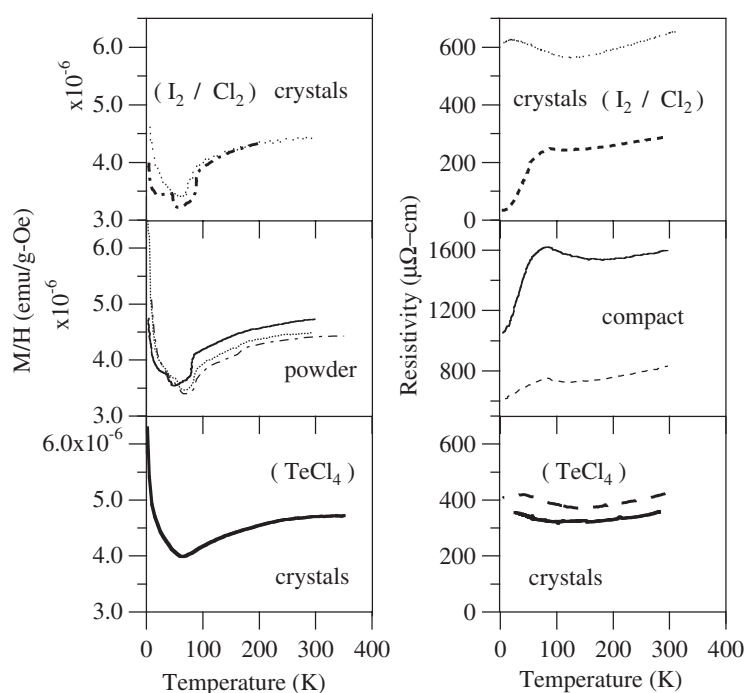 M/H (emu/g-Oe)
x10⁻⁶
6.0
5.0
4.0
3.0
( I₂ / Cl₂ ) crystals
x10⁻⁶
6.0
5.0
4.0
3.0
powder
6.0x10⁻⁶
5.0
4.0
3.0
( TeCl₄ )
crystals
0 100 200 300 400
Temperature (K)
Resistivity (μΩ–cm)
600
400
200
0
crystals ( I₂ / Cl₂ )
1600
1200
800
compact
600
400
200
0
( TeCl₄ )
crystals
0 100 200 300 400
Temperature (K)